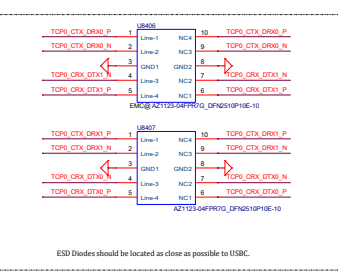 U8406
TCP0_CTX_DRX0_P 1 Line-1 NC4 10 TCP0_CTX_DRX0_P
TCP0_CTX_DRX0_N 2 Line-2 NC3 9 TCP0_CTX_DRX0_N
3 GND1 GND2 8
TCP0_CRX_DTX1_N 4 Line-3 NC2 7 TCP0_CRX_DTX1_N
TCP0_CRX_DTX1_P 5 Line-4 NC1 6 TCP0_CRX_DTX1_P
EMC@ AZ1123-04FPR7G_DFN2510P10E-10
U8407
TCP0_CTX_DRX1_P 1 Line-1 NC4 10 TCP0_CTX_DRX1_P
TCP0_CTX_DRX1_N 2 Line-2 NC3 9 TCP0_CTX_DRX1_N
3 GND1 GND2 8
TCP0_CRX_DTX0_N 4 Line-3 NC2 7 TCP0_CRX_DTX0_N
TCP0_CRX_DTX0_P 5 Line-4 NC1 6 TCP0_CRX_DTX0_P
AZ1123-04FPR7G_DFN2510P10E-10
ESD Diodes should be located as close as possible to USBC.